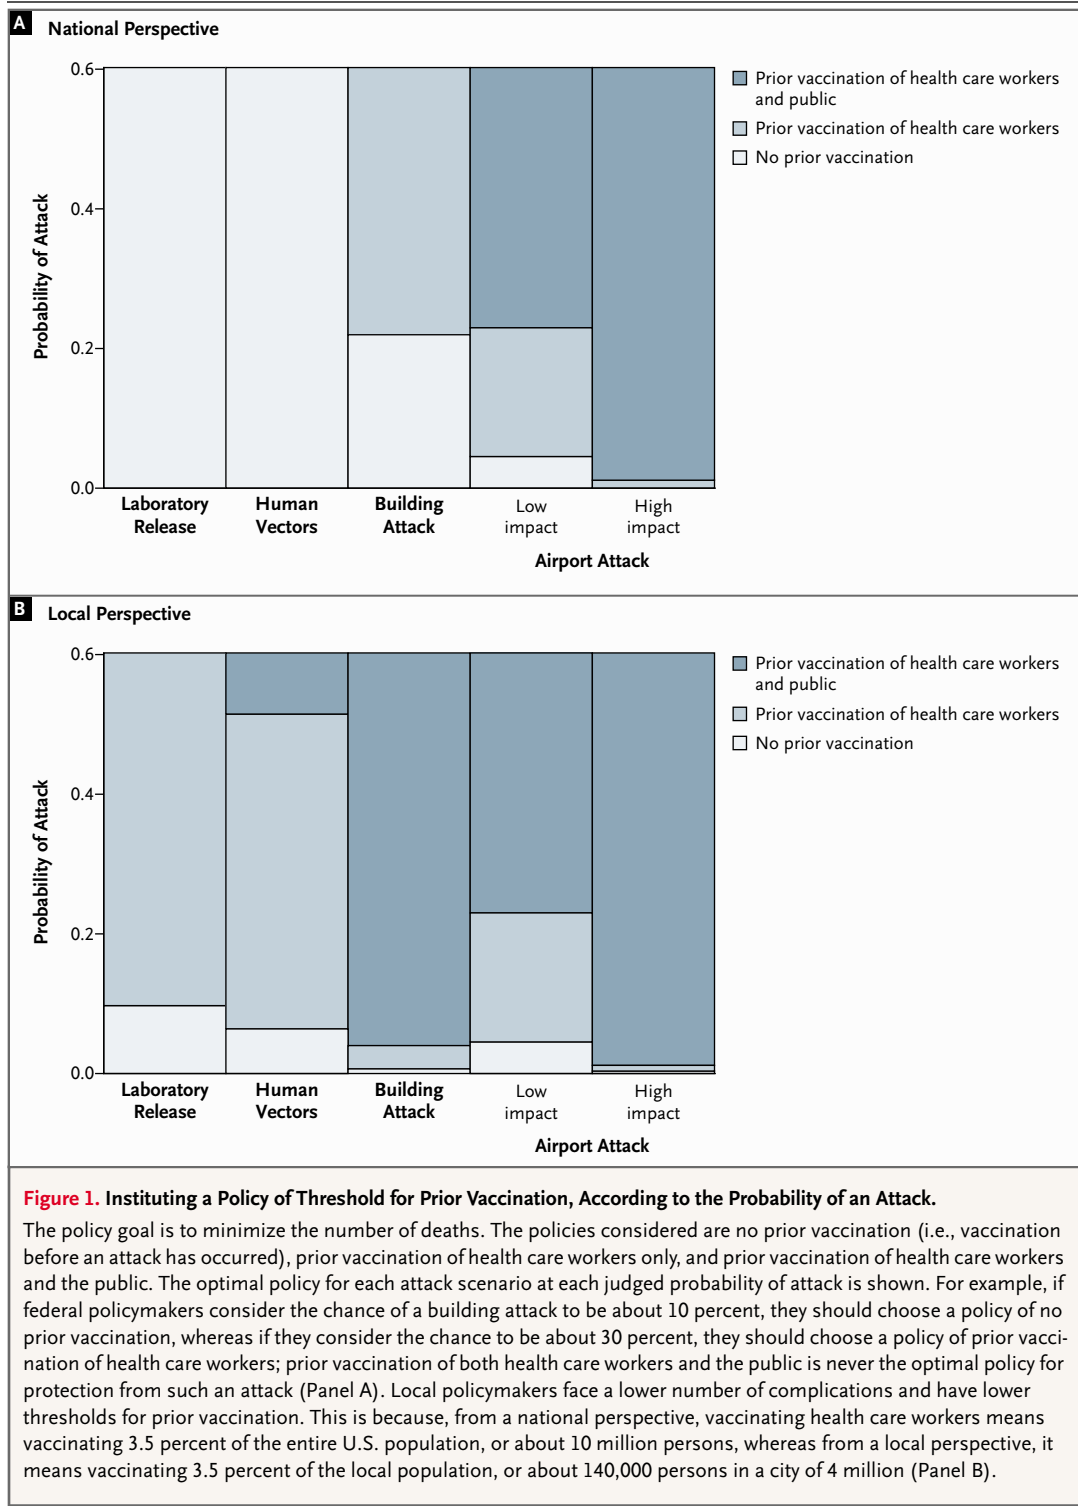 A National Perspective
0.6
0.4
0.2
0.0
Probability of Attack
Prior vaccination of health care workers
and public
Prior vaccination of health care workers
No prior vaccination
Laboratory
Release
Human
Vectors
Building
Attack
Low
impact
High
impact
Airport Attack
B Local Perspective
0.6
0.4
0.2
0.0
Probability of Attack
Prior vaccination of health care workers
and public
Prior vaccination of health care workers
No prior vaccination
Laboratory
Release
Human
Vectors
Building
Attack
Low
impact
High
impact
Airport Attack
Figure 1. Instituting a Policy of Threshold for Prior Vaccination, According to the Probability of an Attack.
The policy goal is to minimize the number of deaths. The policies considered are no prior vaccination (i.e., vaccination
before an attack has occurred), prior vaccination of health care workers only, and prior vaccination of health care workers
and the public. The optimal policy for each attack scenario at each judged probability of attack is shown. For example, if
federal policymakers consider the chance of a building attack to be about 10 percent, they should choose a policy of no
prior vaccination, whereas if they consider the chance to be about 30 percent, they should choose a policy of prior vacci-
nation of health care workers; prior vaccination of both health care workers and the public is never the optimal policy for
protection from such an attack (Panel A). Local policymakers face a lower number of complications and have lower
thresholds for prior vaccination. This is because, from a national perspective, vaccinating health care workers means
vaccinating 3.5 percent of the entire U.S. population, or about 10 million persons, whereas from a local perspective, it
means vaccinating 3.5 percent of the local population, or about 140,000 persons in a city of 4 million (Panel B).